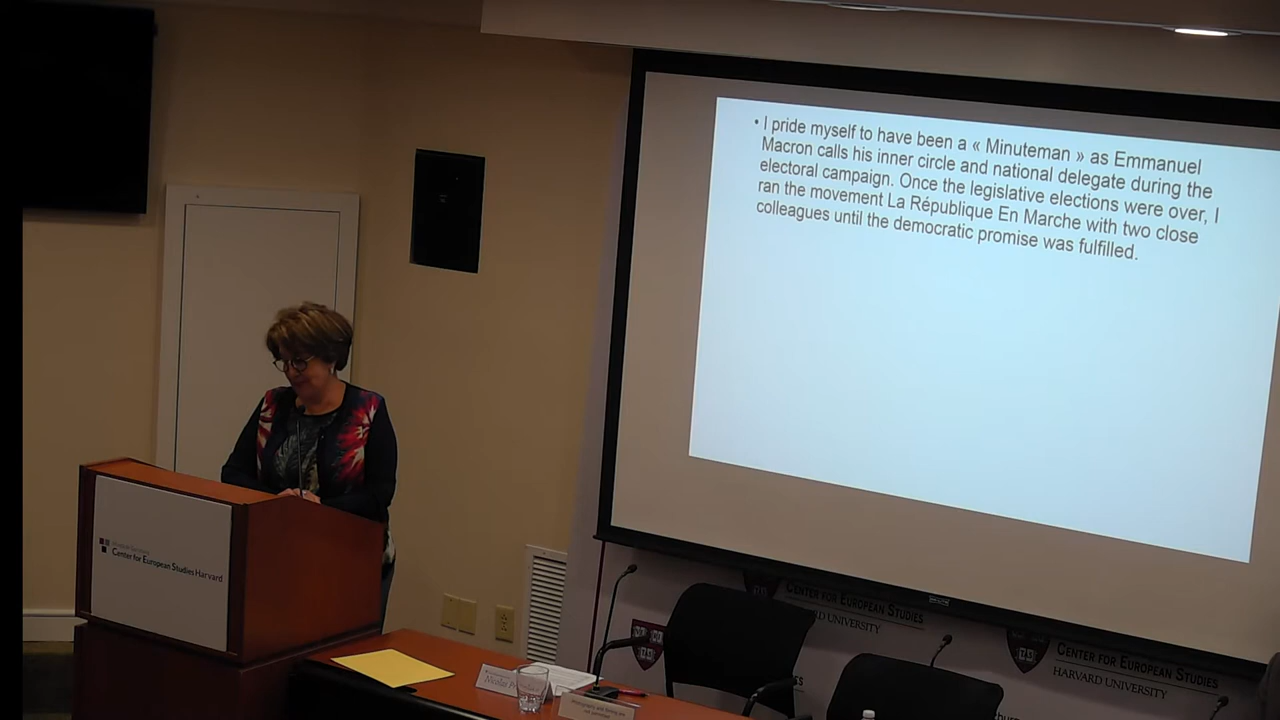 • I pride myself to have been a « Minuteman » as Emmanuel
Macron calls his inner circle and national delegate during the
electoral campaign. Once the legislative elections were over, I
ran the movement La République En Marche with two close
colleagues until the democratic promise was fulfilled.
Center for European Studies Harvard
CENTER FOR EUROPEAN STUDIES
UNIVERSITY
CENTER FOR EUROPEAN STUDIES
HARVARD UNIVERSITY
Nicolas